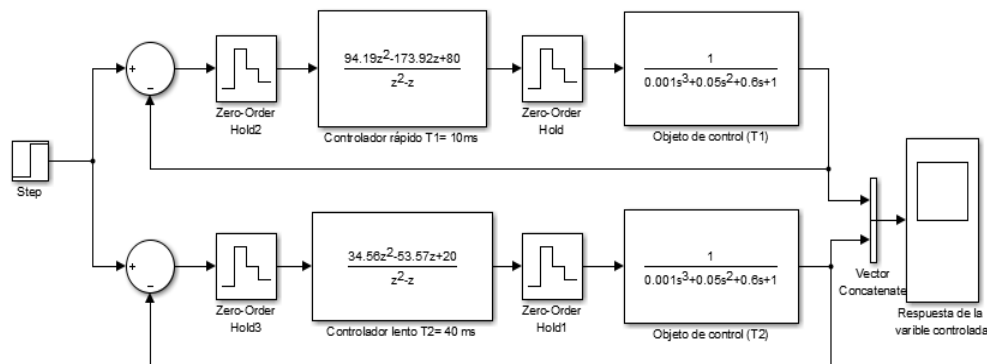 94.19z²-173.92z+80
z²-z
1
0.001s³+0.05s²+0.6s+1
+
−
Zero-Order
Hold2
Controlador rápido T1= 10ms
Zero-Order
Hold
Objeto de control (T1)
Step
34.56z²-53.57z+20
z²-z
1
0.001s³+0.05s²+0.6s+1
+
−
Zero-Order
Hold3
Controlador lento T2= 40 ms
Zero-Order
Hold1
Objeto de control (T2)
Vector
Concatenate
Respuesta de la
varible controlada